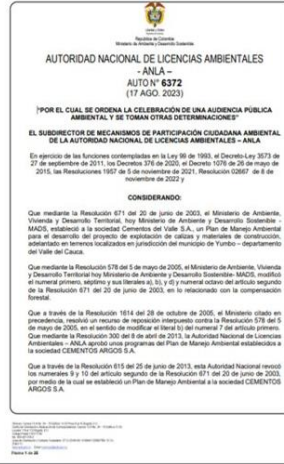 República de Colombia
Ministerio de Ambiente y Desarrollo Sostenible
AUTORIDAD NACIONAL DE LICENCIAS AMBIENTALES
- ANLA –
AUTO N° 6372
(17 AGO. 2023)
"POR EL CUAL SE ORDENA LA CELEBRACIÓN DE UNA AUDIENCIA PÚBLICA
AMBIENTAL Y SE TOMAN OTRAS DETERMINACIONES"
EL SUBDIRECTOR DE MECANISMOS DE PARTICIPACIÓN CIUDADANA AMBIENTAL
DE LA AUTORIDAD NACIONAL DE LICENCIAS AMBIENTALES – ANLA
En ejercicio de las funciones contempladas en la Ley 99 de 1993, el Decreto-Ley 3573 de
27 de septiembre de 2011, los Decretos 376 de 2020, el Decreto 1076 de 26 de mayo de
2015, las Resoluciones 1957 de 5 de noviembre de 2021, Resolución 02667 de 8 de
noviembre de 2022 y
CONSIDERANDO:
Que mediante la Resolución 671 del 20 de junio de 2003, el Ministerio de Ambiente,
Vivienda y Desarrollo Territorial, hoy Ministerio de Ambiente y Desarrollo Sostenible -
MADS, estableció a la sociedad Cementos del Valle S.A., un Plan de Manejo Ambiental
para el desarrollo del proyecto de explotación de calizas y materiales de construcción,
adelantado en terrenos localizados en jurisdicción del municipio de Yumbo – departamento
del Valle del Cauca.
Que mediante Resolución 578 del 5 de mayo de 2005, el Ministerio de Ambiente, Vivienda
y Desarrollo Territorial hoy Ministerio de Ambiente y Desarrollo Sostenible- MADS, modificó
el numeral primero, séptimo y sus literales a), b), y d) y numeral octavo del artículo segundo
de la Resolución 671 del 20 de junio de 2003, en lo relacionado con la compensación
forestal.
Que a través de la Resolución 1614 del 28 de octubre de 2005, el Ministerio citado en
precedencia, resolvió un recurso de reposición interpuesto contra la Resolución 578 del 5
de mayo de 2005, en el sentido de modificar el literal b) del numeral 7 del artículo primero.
Que mediante la Resolución 300 del 8 de abril de 2013, la Autoridad Nacional de Licencias
Ambientales – ANLA aprobó unos programas del Plan de Manejo Ambiental establecidos a
la sociedad CEMENTOS ARGOS S.A.
Que a través de la Resolución 615 del 25 de junio de 2013, esta Autoridad Nacional revocó
los numerales 9 y 10 del artículo segundo de la Resolución 671 del 20 de junio de 2003,
por medio de la cual se estableció un Plan de Manejo Ambiental a la sociedad CEMENTOS
ARGOS S.A.